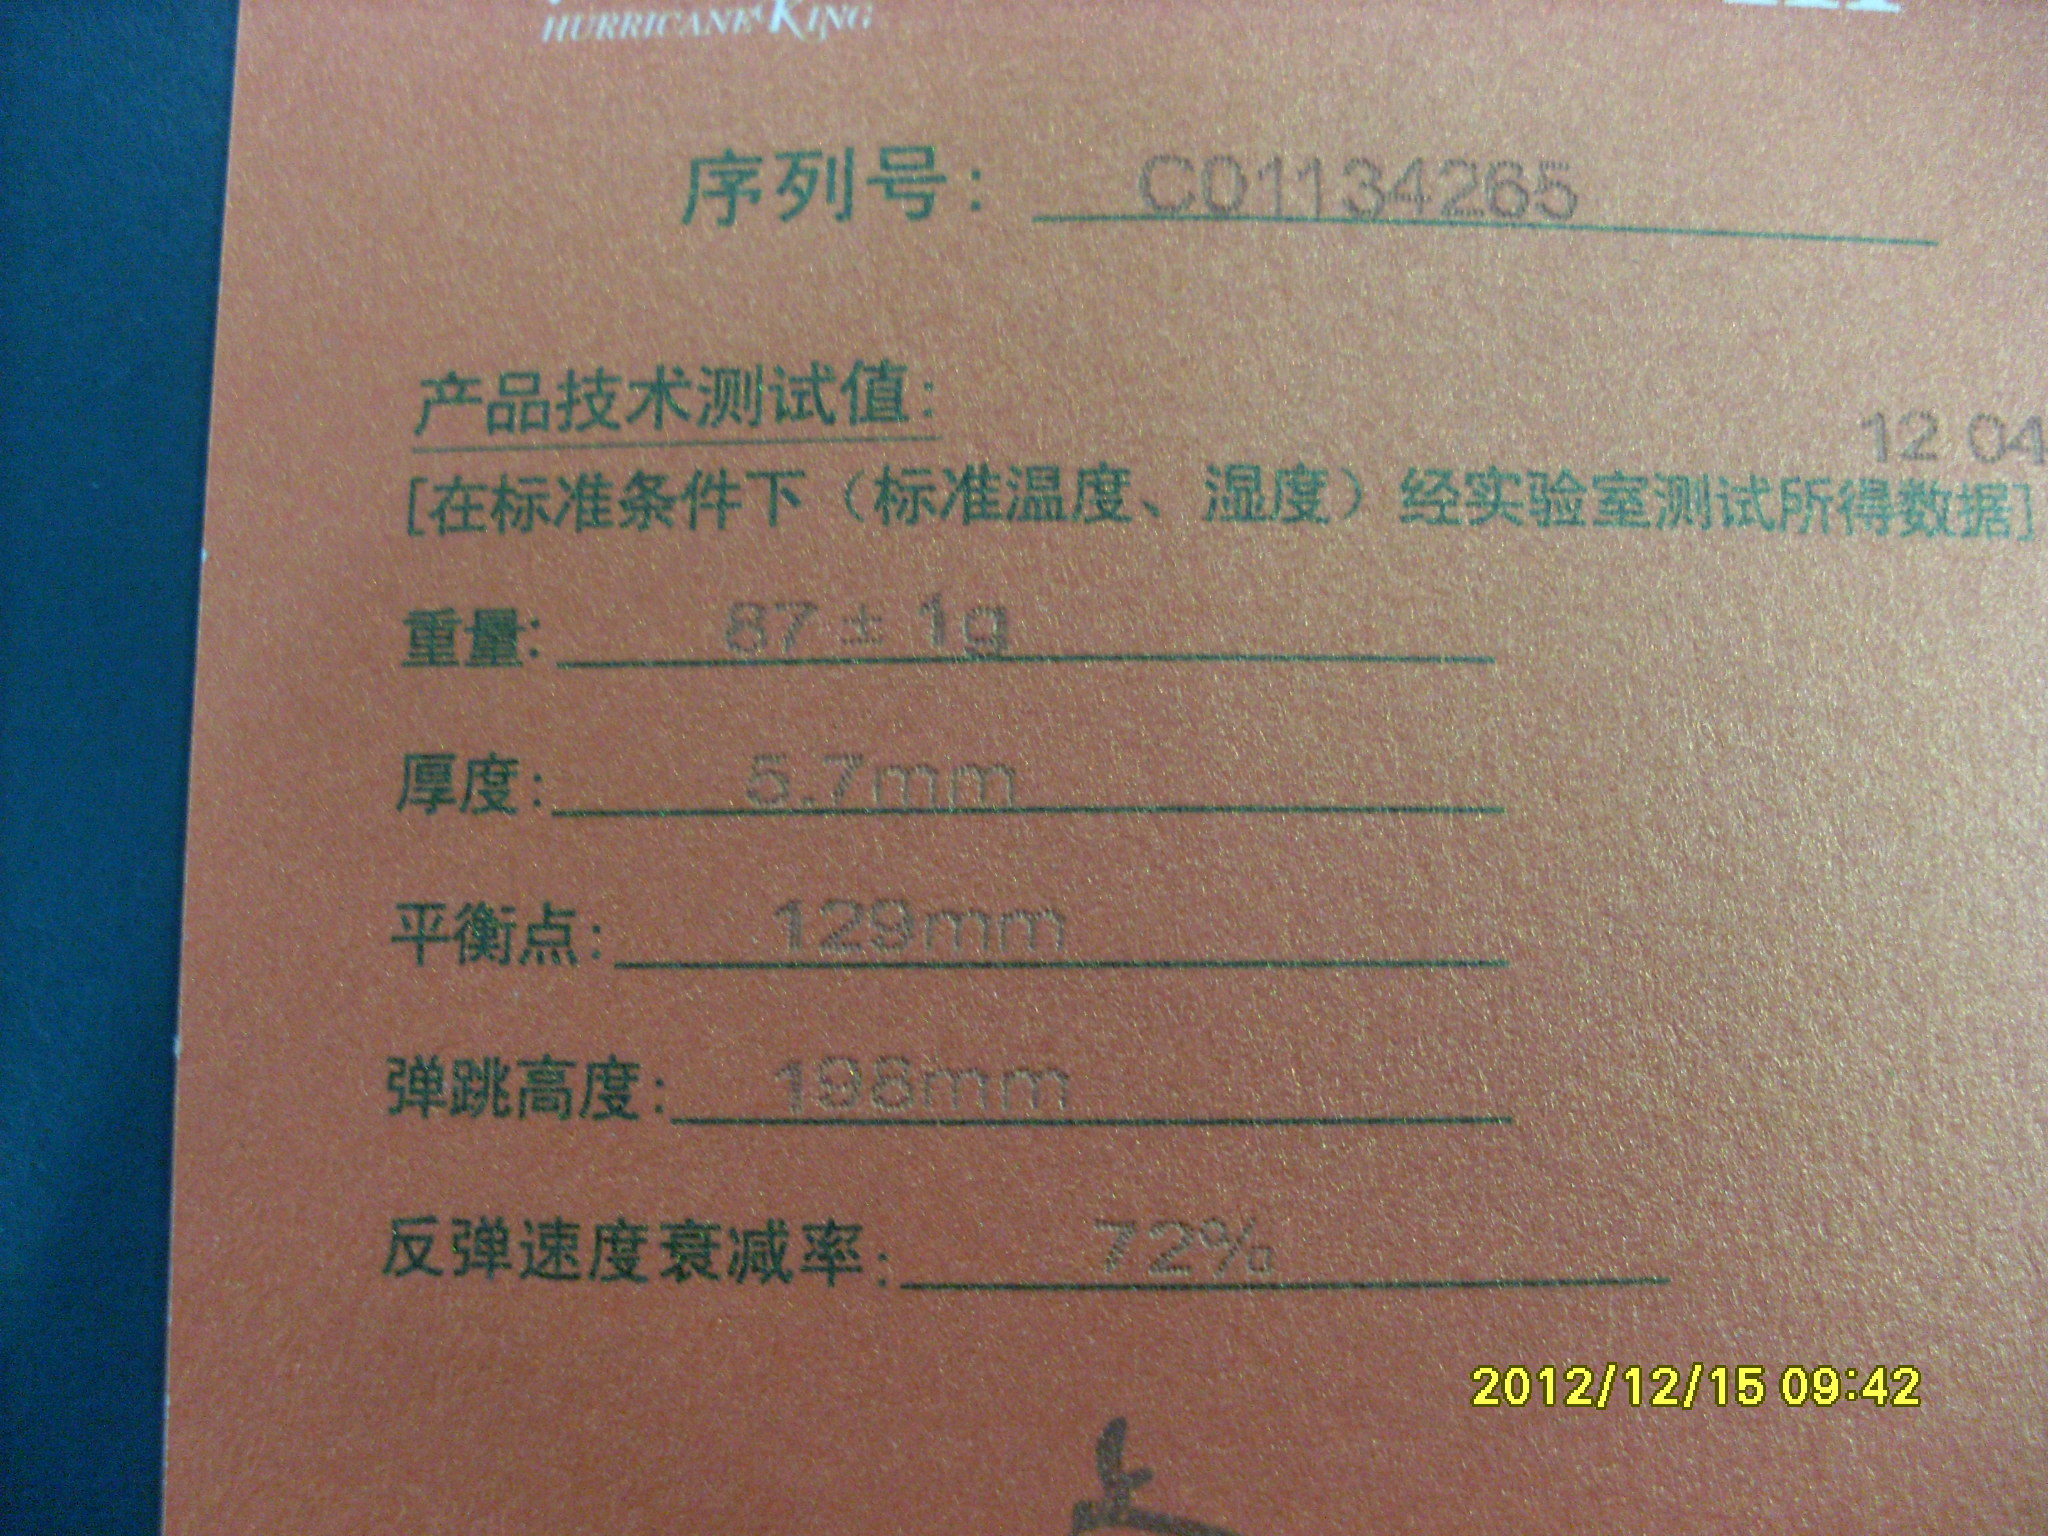 HURRICANE KING
序列号: C01134265
产品技术测试值:
12 04
[在标准条件下（标准温度、湿度）经实验室测试所得数据]
重量: 87 ± 1g
厚度: 5.7mm
平衡点: 129mm
弹跳高度: 198mm
反弹速度衰减率: 72%
2012/12/15 09:42